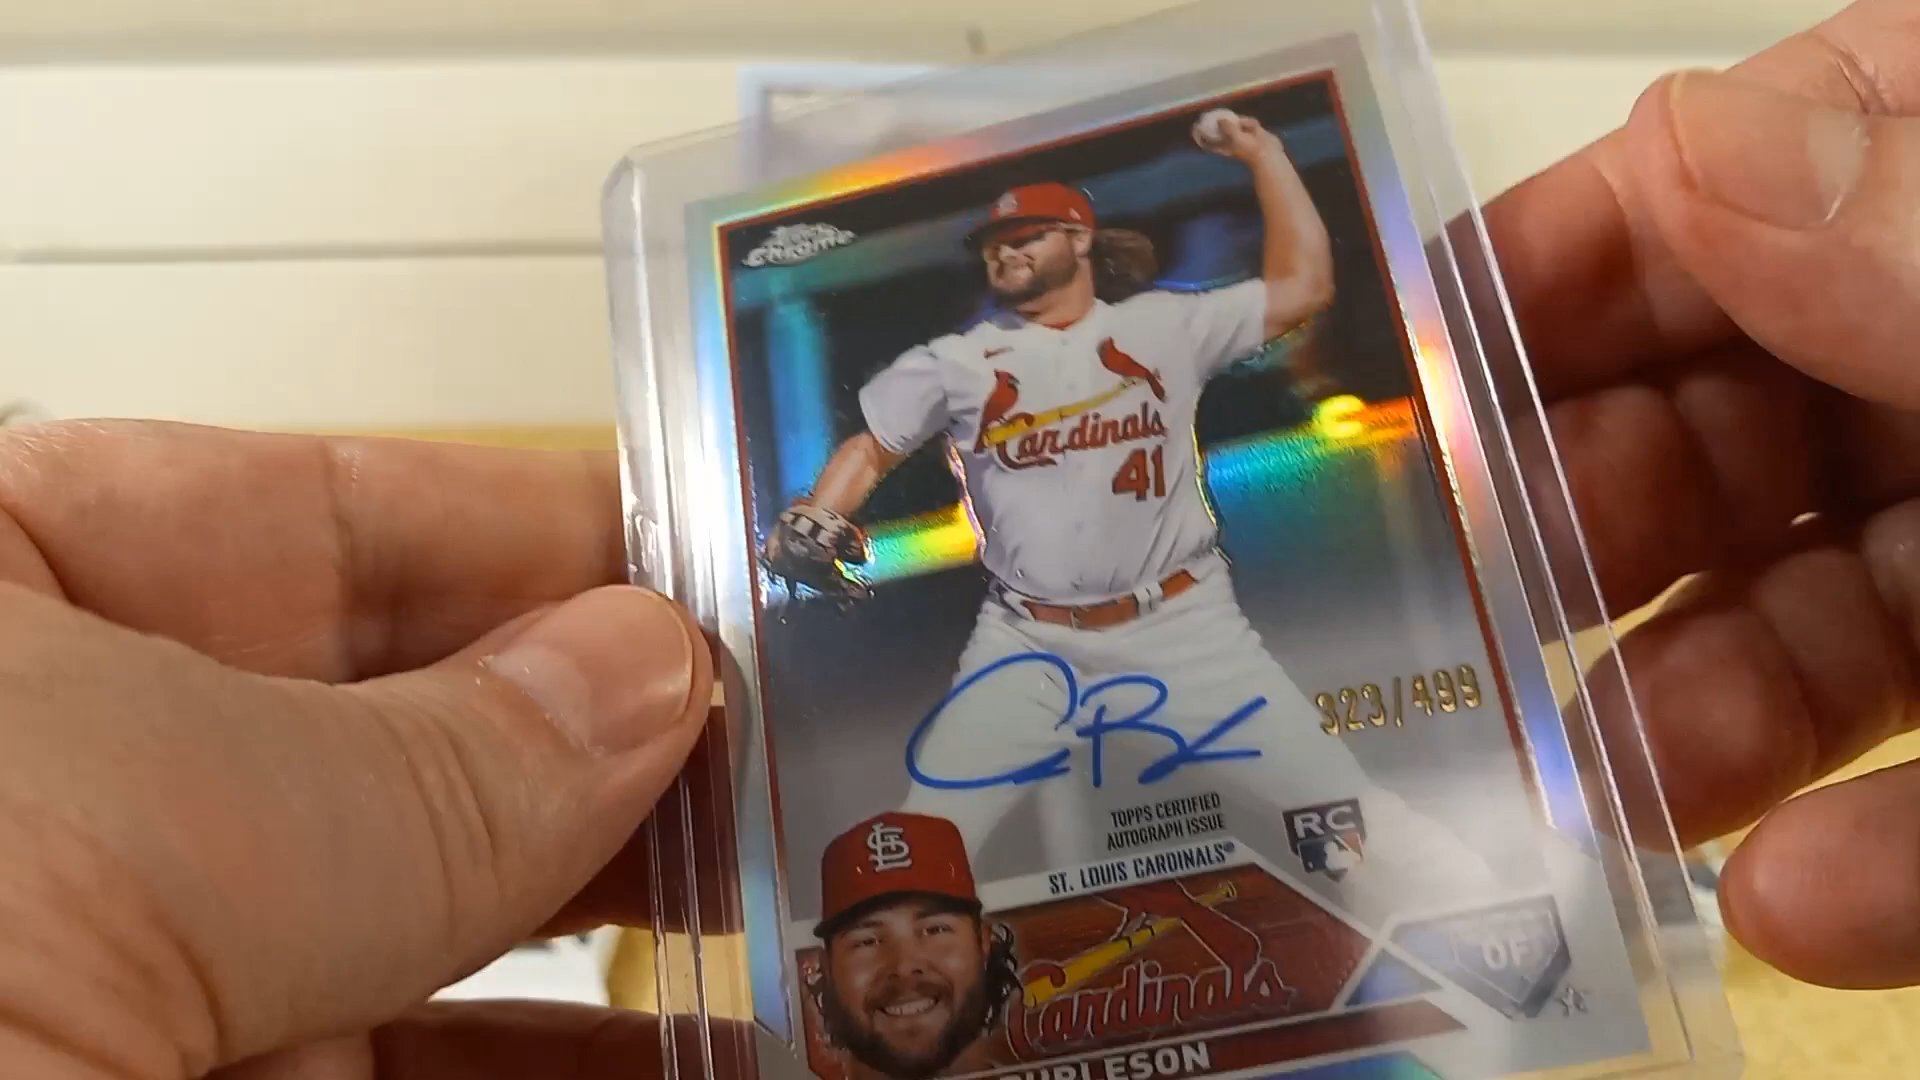 Topps
Chrome
Cardinals
41
323/499
TOPPS CERTIFIED
AUTOGRAPH ISSUE
RC
ST. LOUIS CARDINALS®
OF
Cardinals
BURLESON